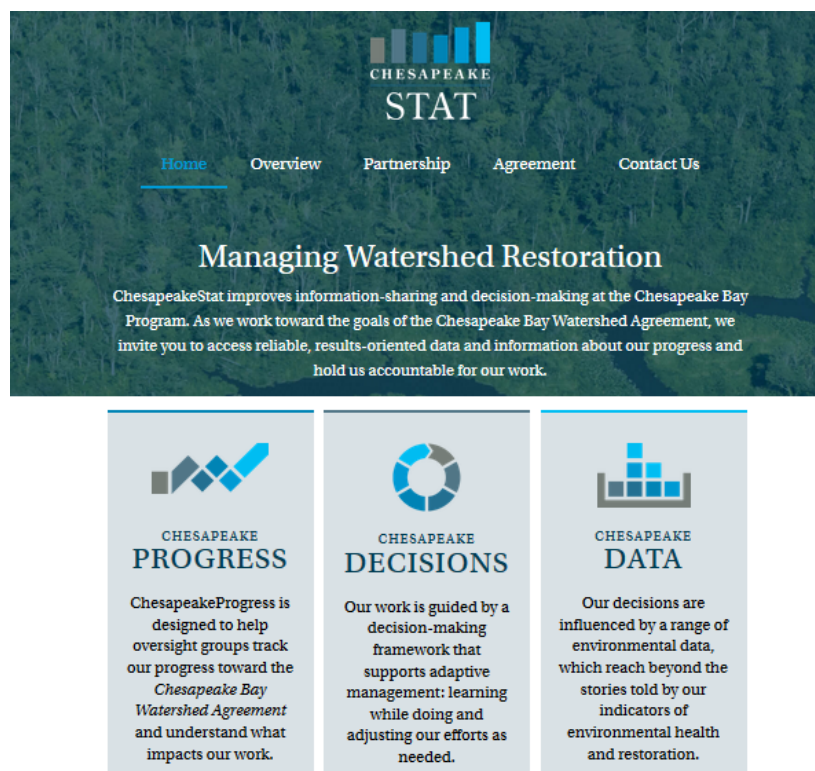 CHESAPEAKE
STAT
Home Overview Partnership Agreement Contact Us
Managing Watershed Restoration
ChesapeakeStat improves information-sharing and decision-making at the Chesapeake Bay
Program. As we work toward the goals of the Chesapeake Bay Watershed Agreement, we
invite you to access reliable, results-oriented data and information about our progress and
hold us accountable for our work.
CHESAPEAKE
PROGRESS
ChesapeakeProgress is
designed to help
oversight groups track
our progress toward the
Chesapeake Bay
Watershed Agreement
and understand what
impacts our work.
CHESAPEAKE
DECISIONS
Our work is guided by a
decision-making
framework that
supports adaptive
management: learning
while doing and
adjusting our efforts as
needed.
CHESAPEAKE
DATA
Our decisions are
influenced by a range of
environmental data,
which reach beyond the
stories told by our
indicators of
environmental health
and restoration.